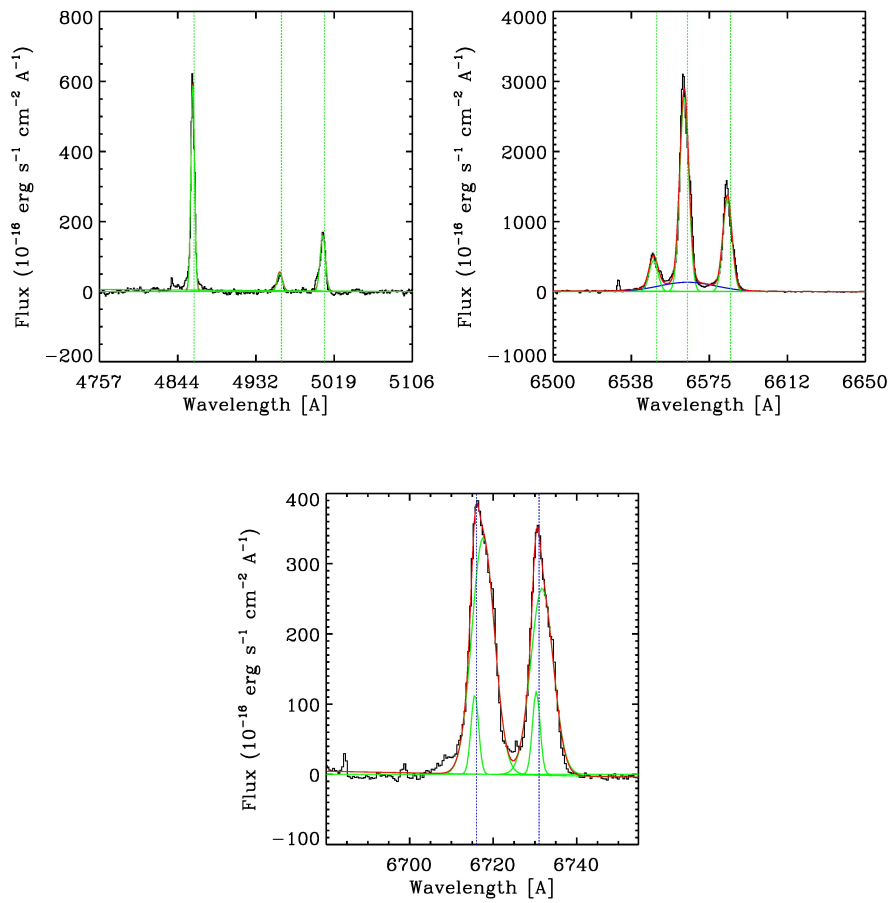 800
600
400
200
0
−200
Flux (10⁻¹⁶ erg s⁻¹ cm⁻² A⁻¹)
4757 4844 4932 5019 5106
Wavelength [A]
4000
3000
2000
1000
0
−1000
Flux (10⁻¹⁶ erg s⁻¹ cm⁻² A⁻¹)
6500 6538 6575 6612 6650
Wavelength [A]
400
300
200
100
0
−100
Flux (10⁻¹⁶ erg s⁻¹ cm⁻² A⁻¹)
6700 6720 6740
Wavelength [A]